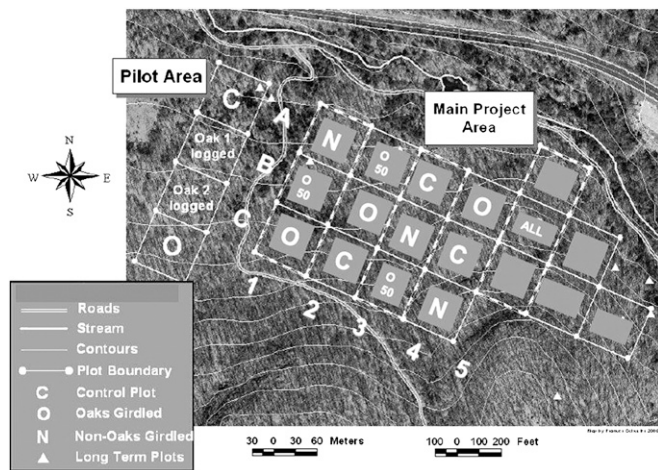 Pilot Area
Main Project
Area
C
A
Oak 1
logged
B
Oak 2
logged
C
O
N
W E
S
N
O
50
C
O
ALL
O
50
O
N
C
O
C
O
50
N
1
2
3
4
5
Roads
Stream
Contours
Plot Boundary
C Control Plot
O Oaks Girdled
N Non-Oaks Girdled
Long Term Plots
30 0 30 60 Meters
100 0 100 200 Feet